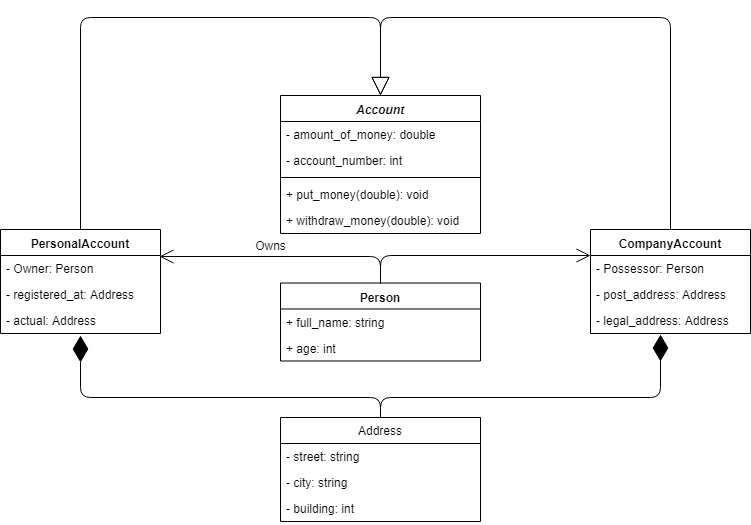 Account
- amount_of_money: double
- account_number: int
+ put_money(double): void
+ withdraw_money(double): void
PersonalAccount
- Owner: Person
- registered_at: Address
- actual: Address
Owns
CompanyAccount
- Possessor: Person
- post_address: Address
- legal_address: Address
Person
+ full_name: string
+ age: int
Address
- street: string
- city: string
- building: int